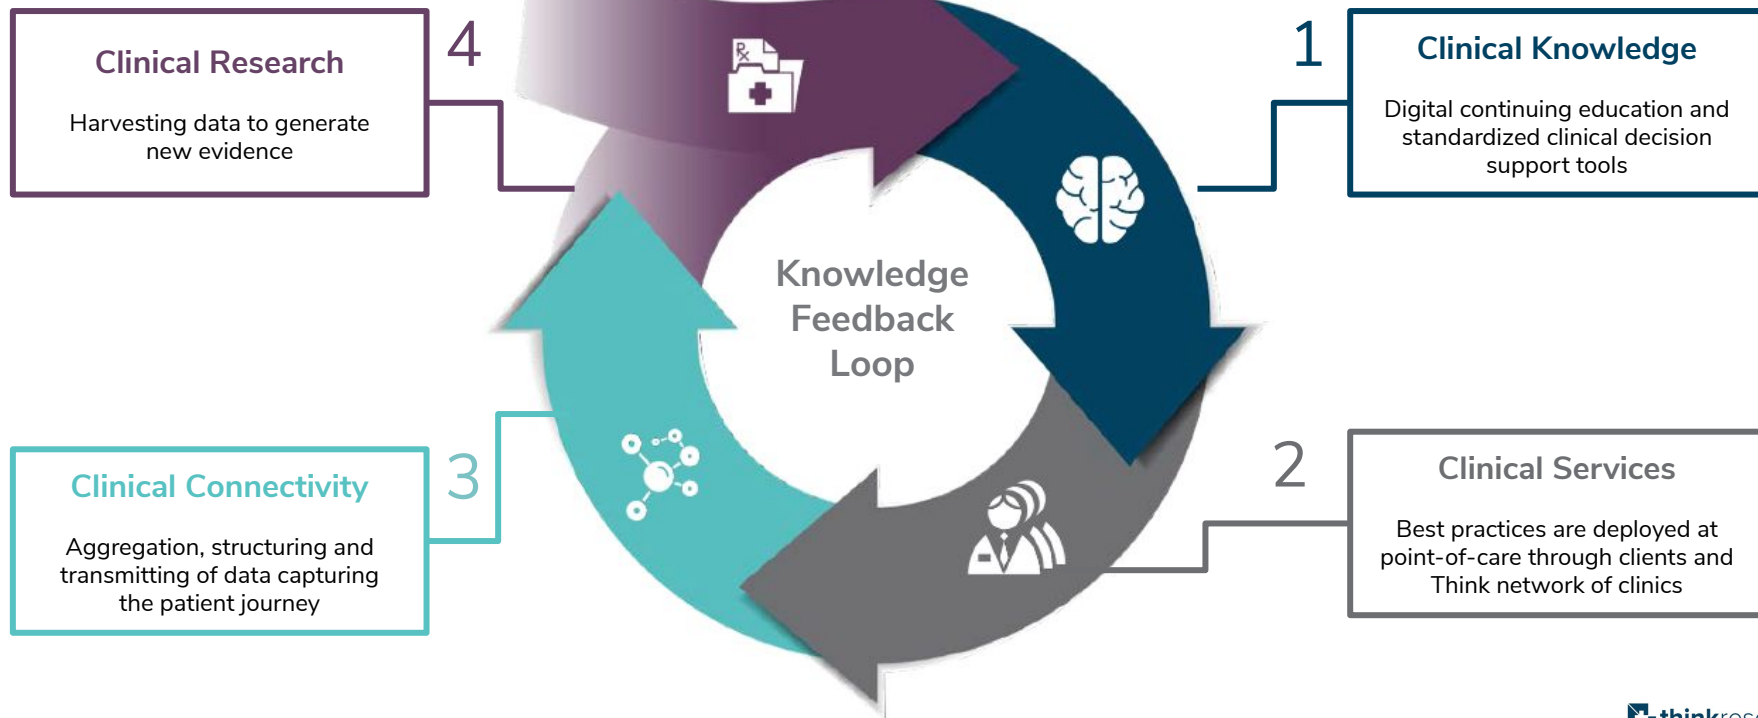 Clinical Research
Harvesting data to generate
new evidence
4
1
Clinical Knowledge
Digital continuing education and
standardized clinical decision
support tools
Knowledge
Feedback
Loop
Clinical Connectivity
Aggregation, structuring and
transmitting of data capturing
the patient journey
3
2
Clinical Services
Best practices are deployed at
point-of-care through clients and
Think network of clinics